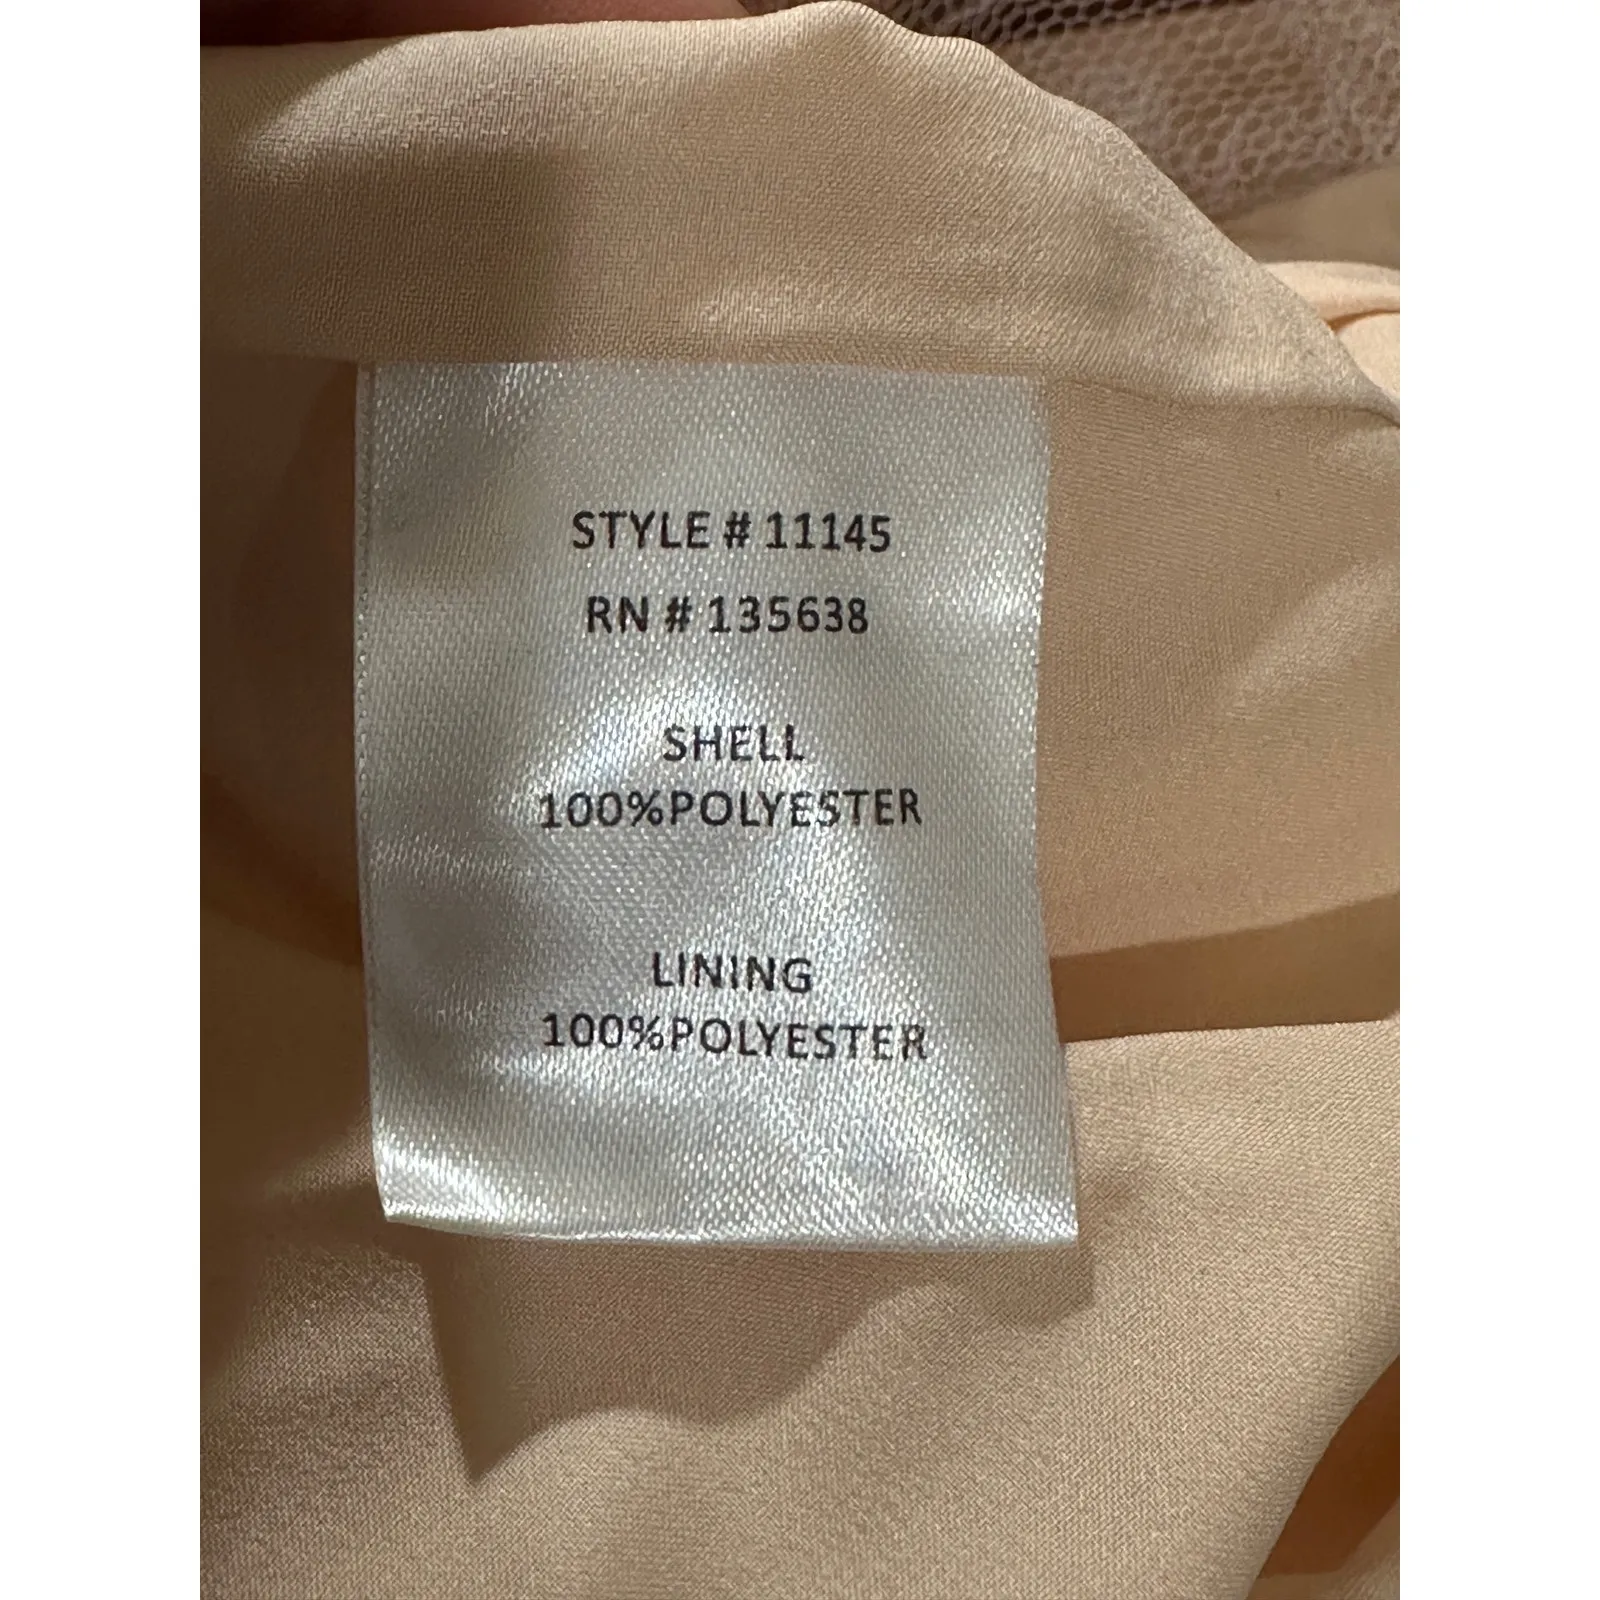 STYLE # 11145
RN # 135638
SHELL
100%POLYESTER
LINING
100%POLYESTER